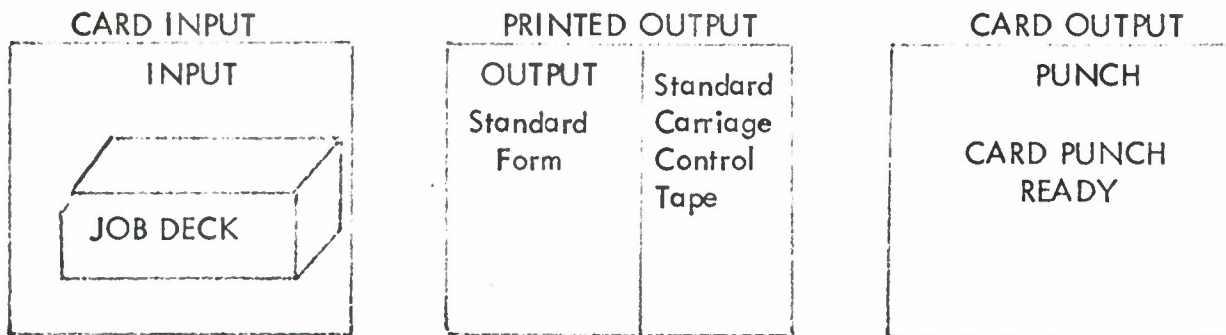 CARD INPUT
INPUT
JOB DECK
PRINTED OUTPUT
OUTPUT
Standard
Form
Standard
Carriage
Control
Tape
CARD OUTPUT
PUNCH
CARD PUNCH
READY